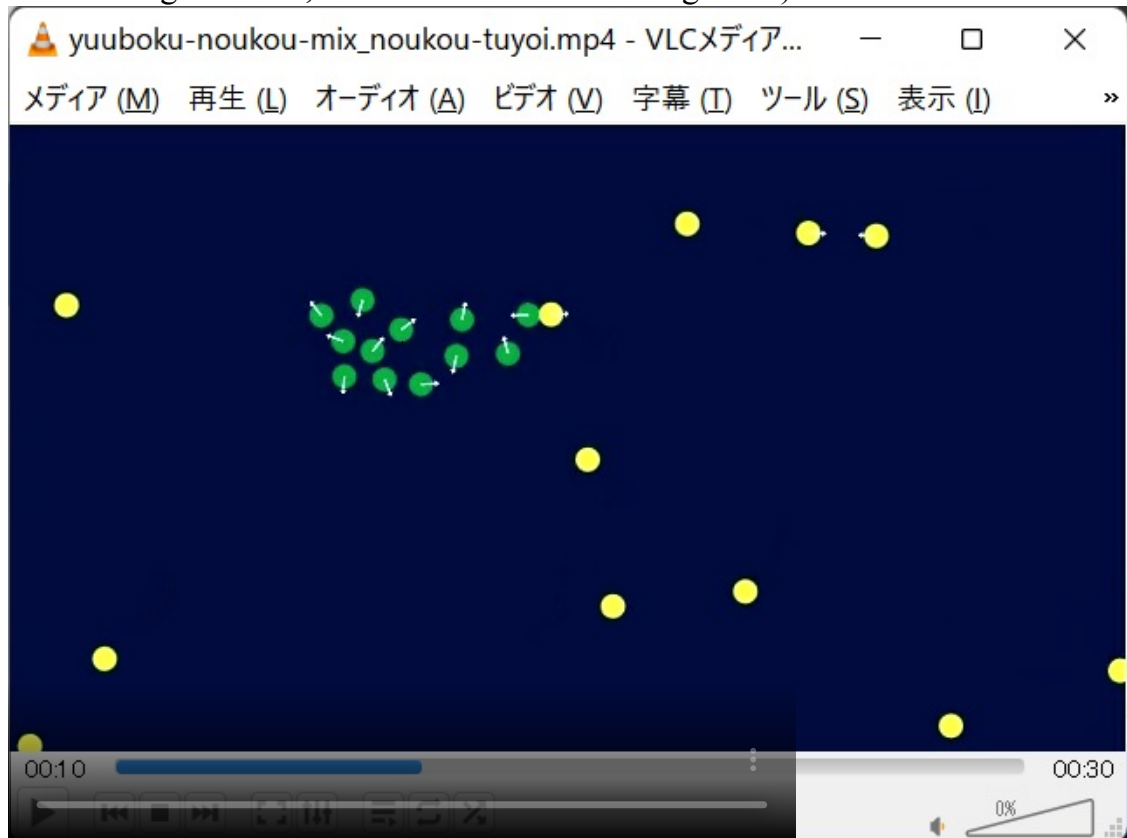 yuuboku-noukou-mix_noukou-tuyoi.mp4 - VLCメディア...
メディア (M) 再生 (L) オーディオ (A) ビデオ (V) 字幕 (T) ツール (S) 表示 (I) »
00:10 00:30
0%